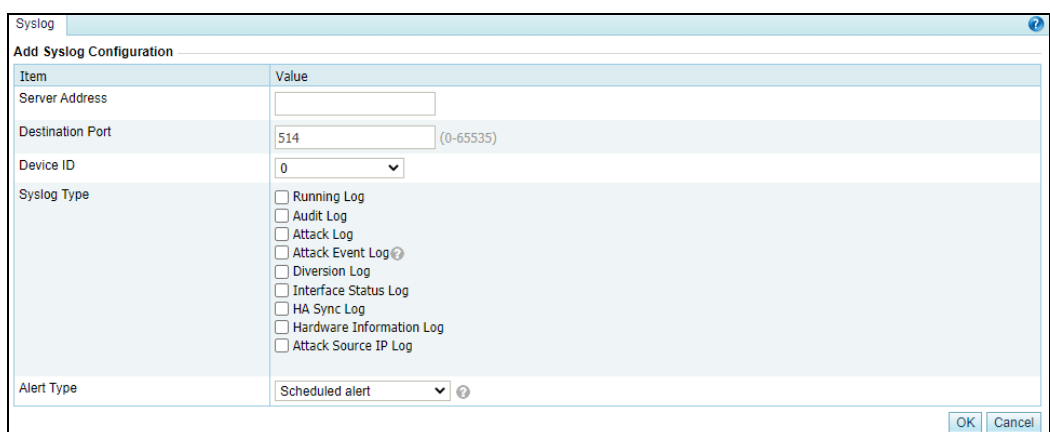 Syslog
Add Syslog Configuration
Item Value
Server Address
Destination Port 514 (0-65535)
Device ID 0
Syslog Type
Running Log
Audit Log
Attack Log
Attack Event Log
Diversion Log
Interface Status Log
HA Sync Log
Hardware Information Log
Attack Source IP Log
Alert Type Scheduled alert
OK Cancel